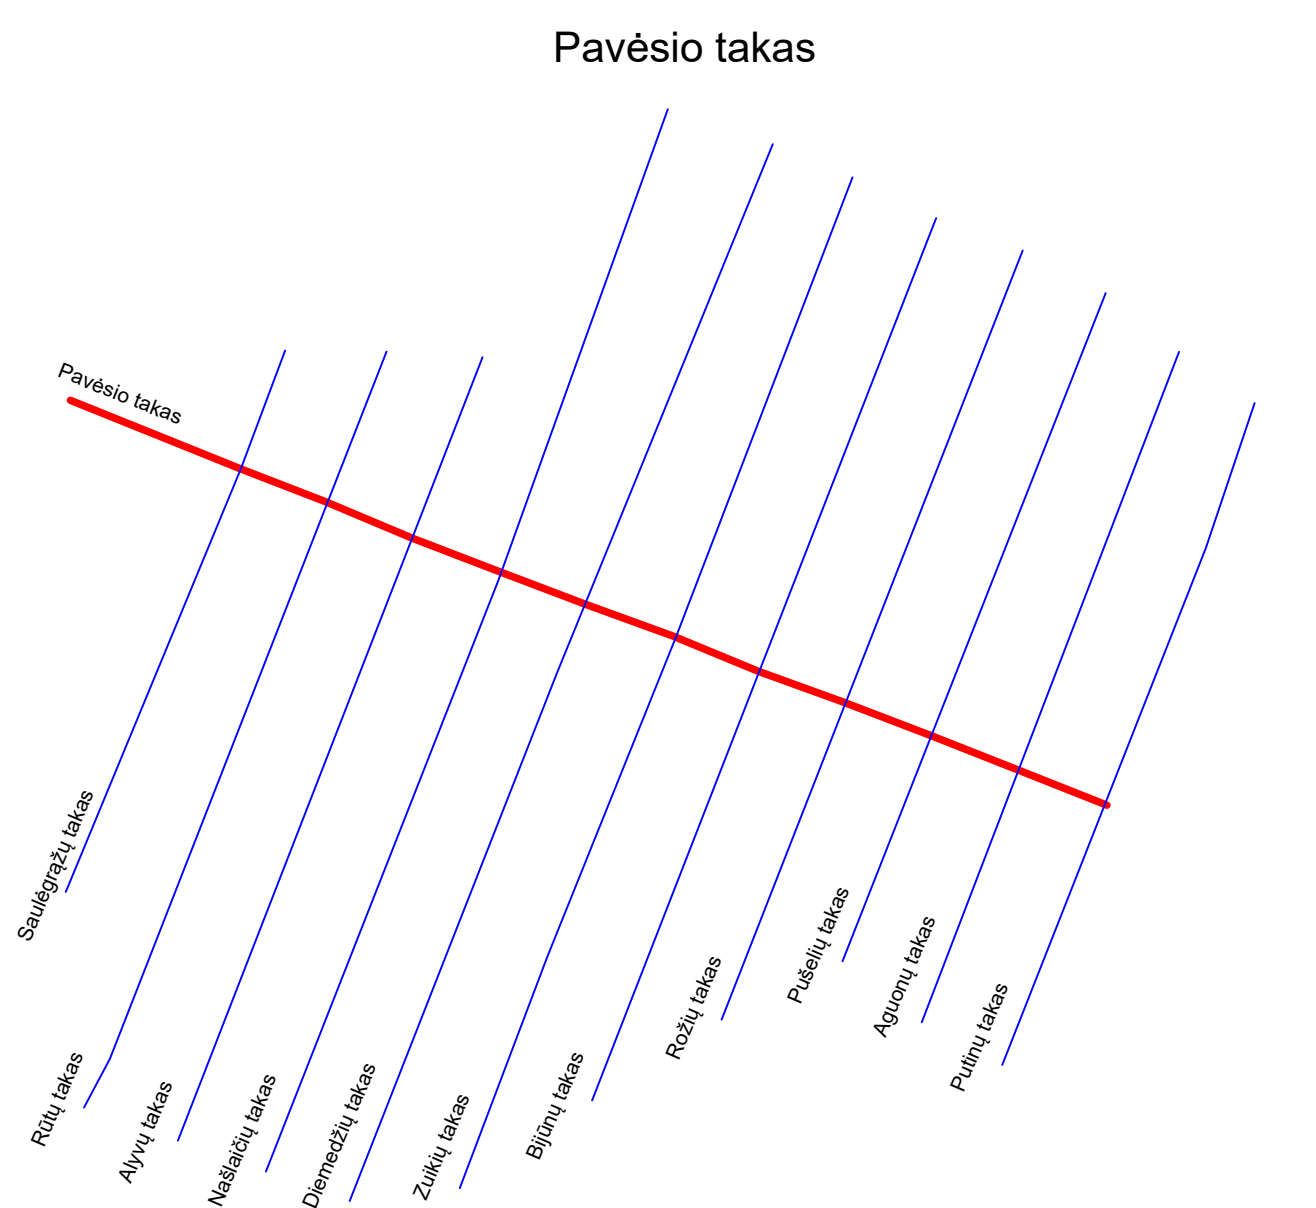 Pavėsio takas
Pavėsio takas
Saulėgrąžų takas
Rūtų takas
Alyvų takas
Našlaičių takas
Diemedžių takas
Zuikių takas
Bijūnų takas
Rožių takas
Pušelių takas
Aguonų takas
Putinų takas